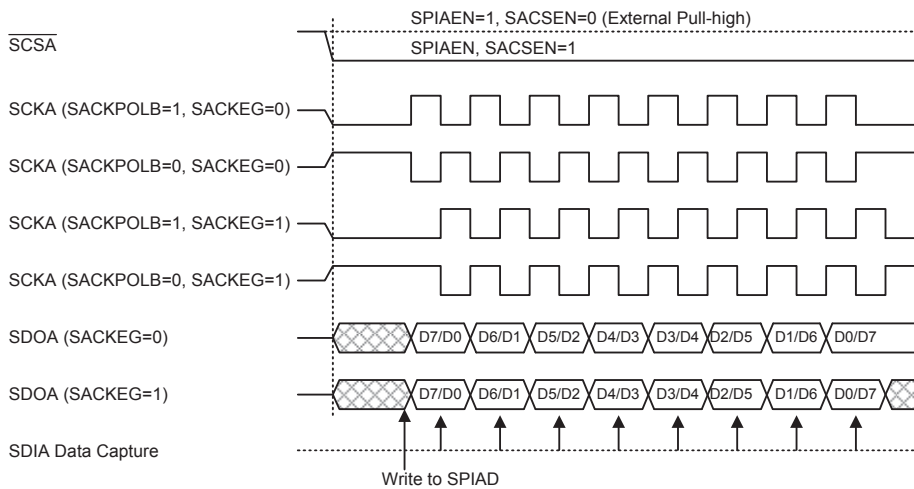 SPIAEN=1, SACSEN=0 (External Pull-high)
SCSA
SPIAEN, SACSEN=1
SCKA (SACKPOLB=1, SACKEG=0)
SCKA (SACKPOLB=0, SACKEG=0)
SCKA (SACKPOLB=1, SACKEG=1)
SCKA (SACKPOLB=0, SACKEG=1)
SDOA (SACKEG=0) D7/D0 D6/D1 D5/D2 D4/D3 D3/D4 D2/D5 D1/D6 D0/D7
SDOA (SACKEG=1) D7/D0 D6/D1 D5/D2 D4/D3 D3/D4 D2/D5 D1/D6 D0/D7
SDIA Data Capture
Write to SPIAD